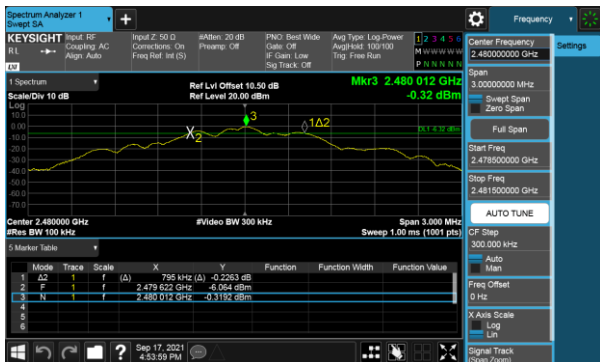 Spectrum Analyzer 1
Swept SA
Frequency
KEYSIGHT
RL
LXI
Input: RF
Coupling: AC
Align: Auto
Input Z: 50 Ω
Corrections: On
Freq Ref: Int (S)
#Atten: 20 dB
Preamp: Off
PNO: Best Wide
Gate: Off
IF Gain: Low
Sig Track: Off
Avg Type: Log-Power
Avg|Hold: 100/100
Trig: Free Run
1 2 3 4 5 6
M W W W W W
P N N N N N
1 Spectrum
Scale/Div 10 dB
Ref Lvl Offset 10.50 dB
Ref Level 20.00 dBm
Mkr3 2.480 012 GHz
-0.32 dBm
Log
10.0
0.00
-10.0
-20.0
-30.0
-40.0
-50.0
-60.0
-70.0
2
3
1Δ2
Center 2.480000 GHz
#Res BW 100 kHz
#Video BW 300 kHz
Span 3.000 MHz
Sweep 1.00 ms (1001 pts)
5 Marker Table
Mode Trace Scale X Y Function Function Width Function Value
1 Δ2 1 f (Δ) 795 kHz (Δ) -0.2263 dB
2 F 1 f 2.479 622 GHz -6.064 dBm
3 N 1 f 2.480 012 GHz -0.3192 dBm
4
5
6
Sep 17, 2021
4:53:59 PM
Center Frequency
2.480000000 GHz
Span
3.00000000 MHz
Swept Span
Zero Span
Full Span
Start Freq
2.478500000 GHz
Stop Freq
2.481500000 GHz
AUTO TUNE
CF Step
300.000 kHz
Auto
Man
Freq Offset
0 Hz
X Axis Scale
Log
Lin
Signal Track
(Span Zoom)
Settings